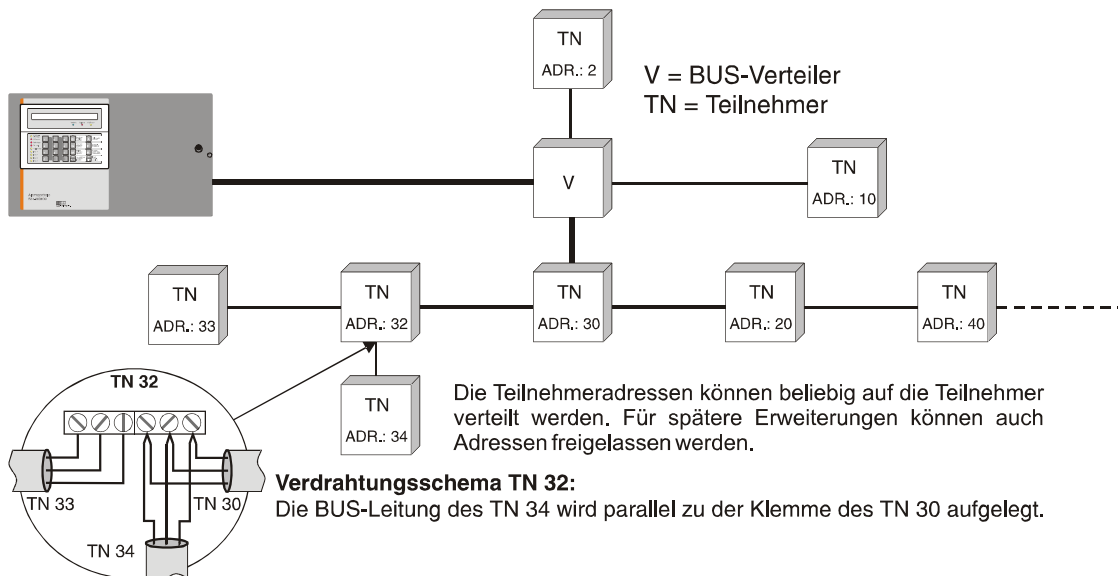 TN
ADR.: 2
V = BUS-Verteiler
TN = Teilnehmer
V
TN
ADR.: 10
TN
ADR.: 33
TN
ADR.: 32
TN
ADR.: 30
TN
ADR.: 20
TN
ADR.: 40
TN
ADR.: 34
TN 32
TN 33
TN 30
TN 34
Die Teilnehmeradressen können beliebig auf die Teilnehmer
verteilt werden. Für spätere Erweiterungen können auch
Adressen freigelassen werden.
Verdrahtungsschema TN 32:
Die BUS-Leitung des TN 34 wird parallel zu der Klemme des TN 30 aufgelegt.